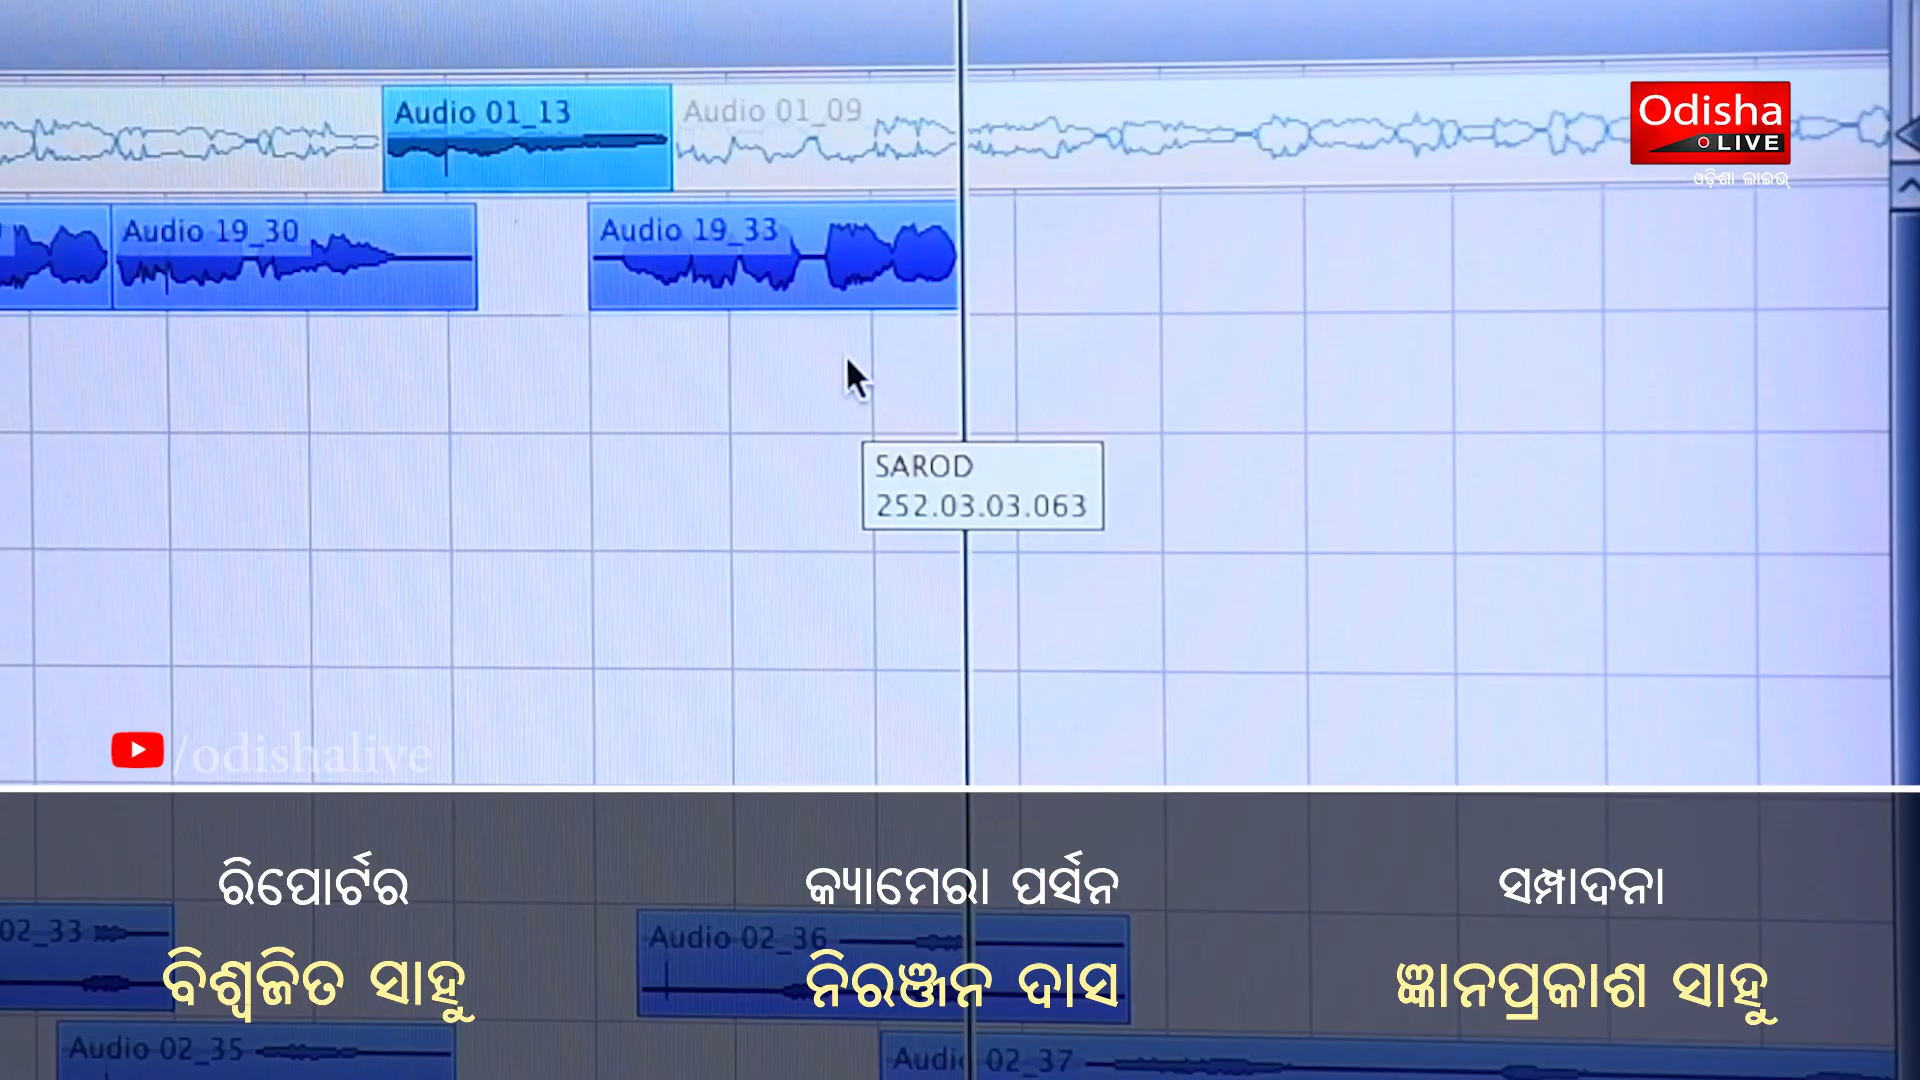 Audio 01_13
Audio 01_09
Odisha
LIVE
ଓଡ଼ିଶା ଲାଇଭ୍
Audio 19_30
Audio 19_33
SAROD
252.03.03.063
/odishalive
ରିପୋର୍ଟର
କ୍ୟାମେରା ପର୍ସନ
ସମ୍ପାଦନା
02_33
Audio 02_36
ବିଶ୍ୱଜିତ ସାହୁ
ନିରଞ୍ଜନ ଦାସ
ଜ୍ଞାନପ୍ରକାଶ ସାହୁ
Audio 02_35
Audio 02_37